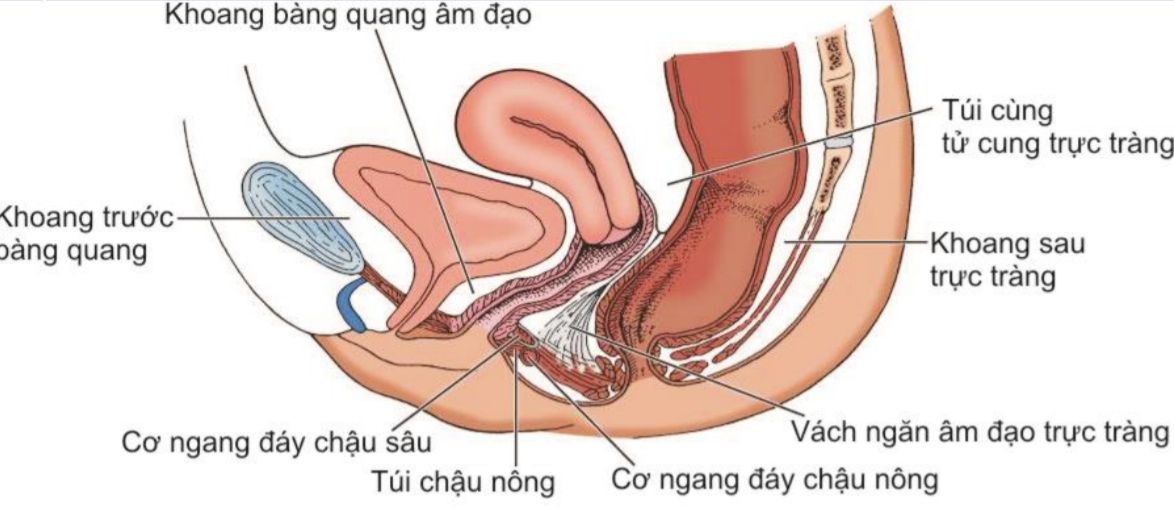 Khoang bàng quang âm đạo
Túi cùng
tử cung trực tràng
Khoang trước
bàng quang
Khoang sau
trực tràng
Vách ngăn âm đạo trực tràng
Cơ ngang đáy chậu sâu
Túi chậu nông
Cơ ngang đáy chậu nông